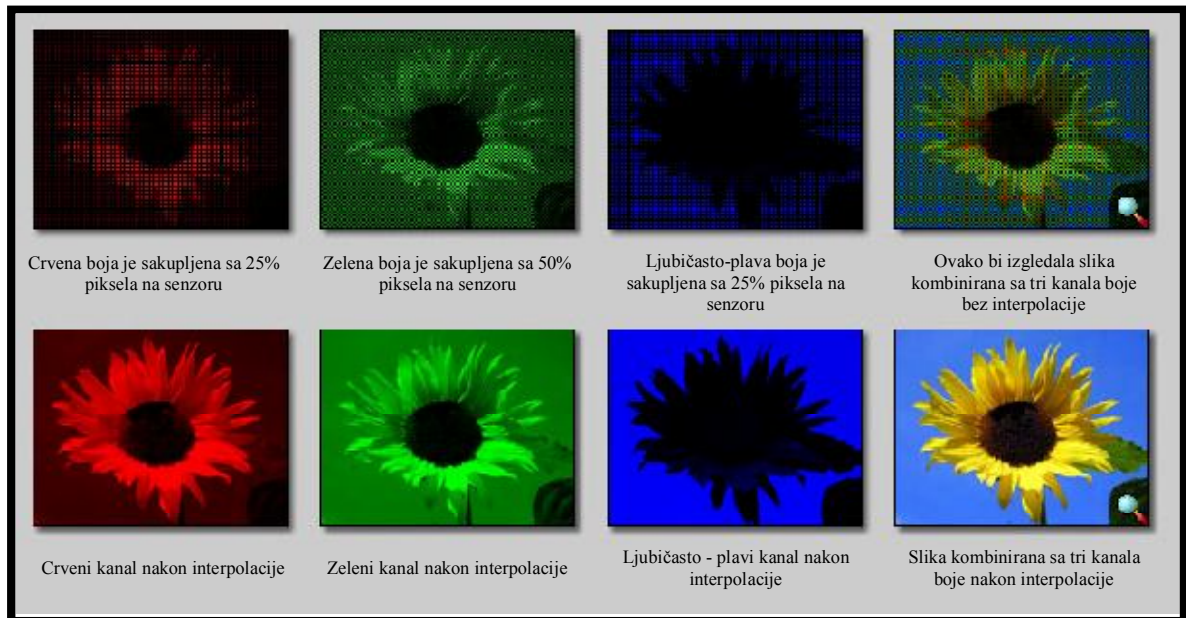 Crvena boja je sakupljena sa 25%
piksela na senzoru
Zelena boja je sakupljena sa 50%
piksela na senzoru
Ljubičasto-plava boja je
sakupljena sa 25% piksela na
senzoru
Ovako bi izgledala slika
kombinirana sa tri kanala boje
bez interpolacije
Crveni kanal nakon interpolacije
Zeleni kanal nakon interpolacije
Ljubičasto - plavi kanal nakon
interpolacije
Slika kombinirana sa tri kanala
boje nakon interpolacije